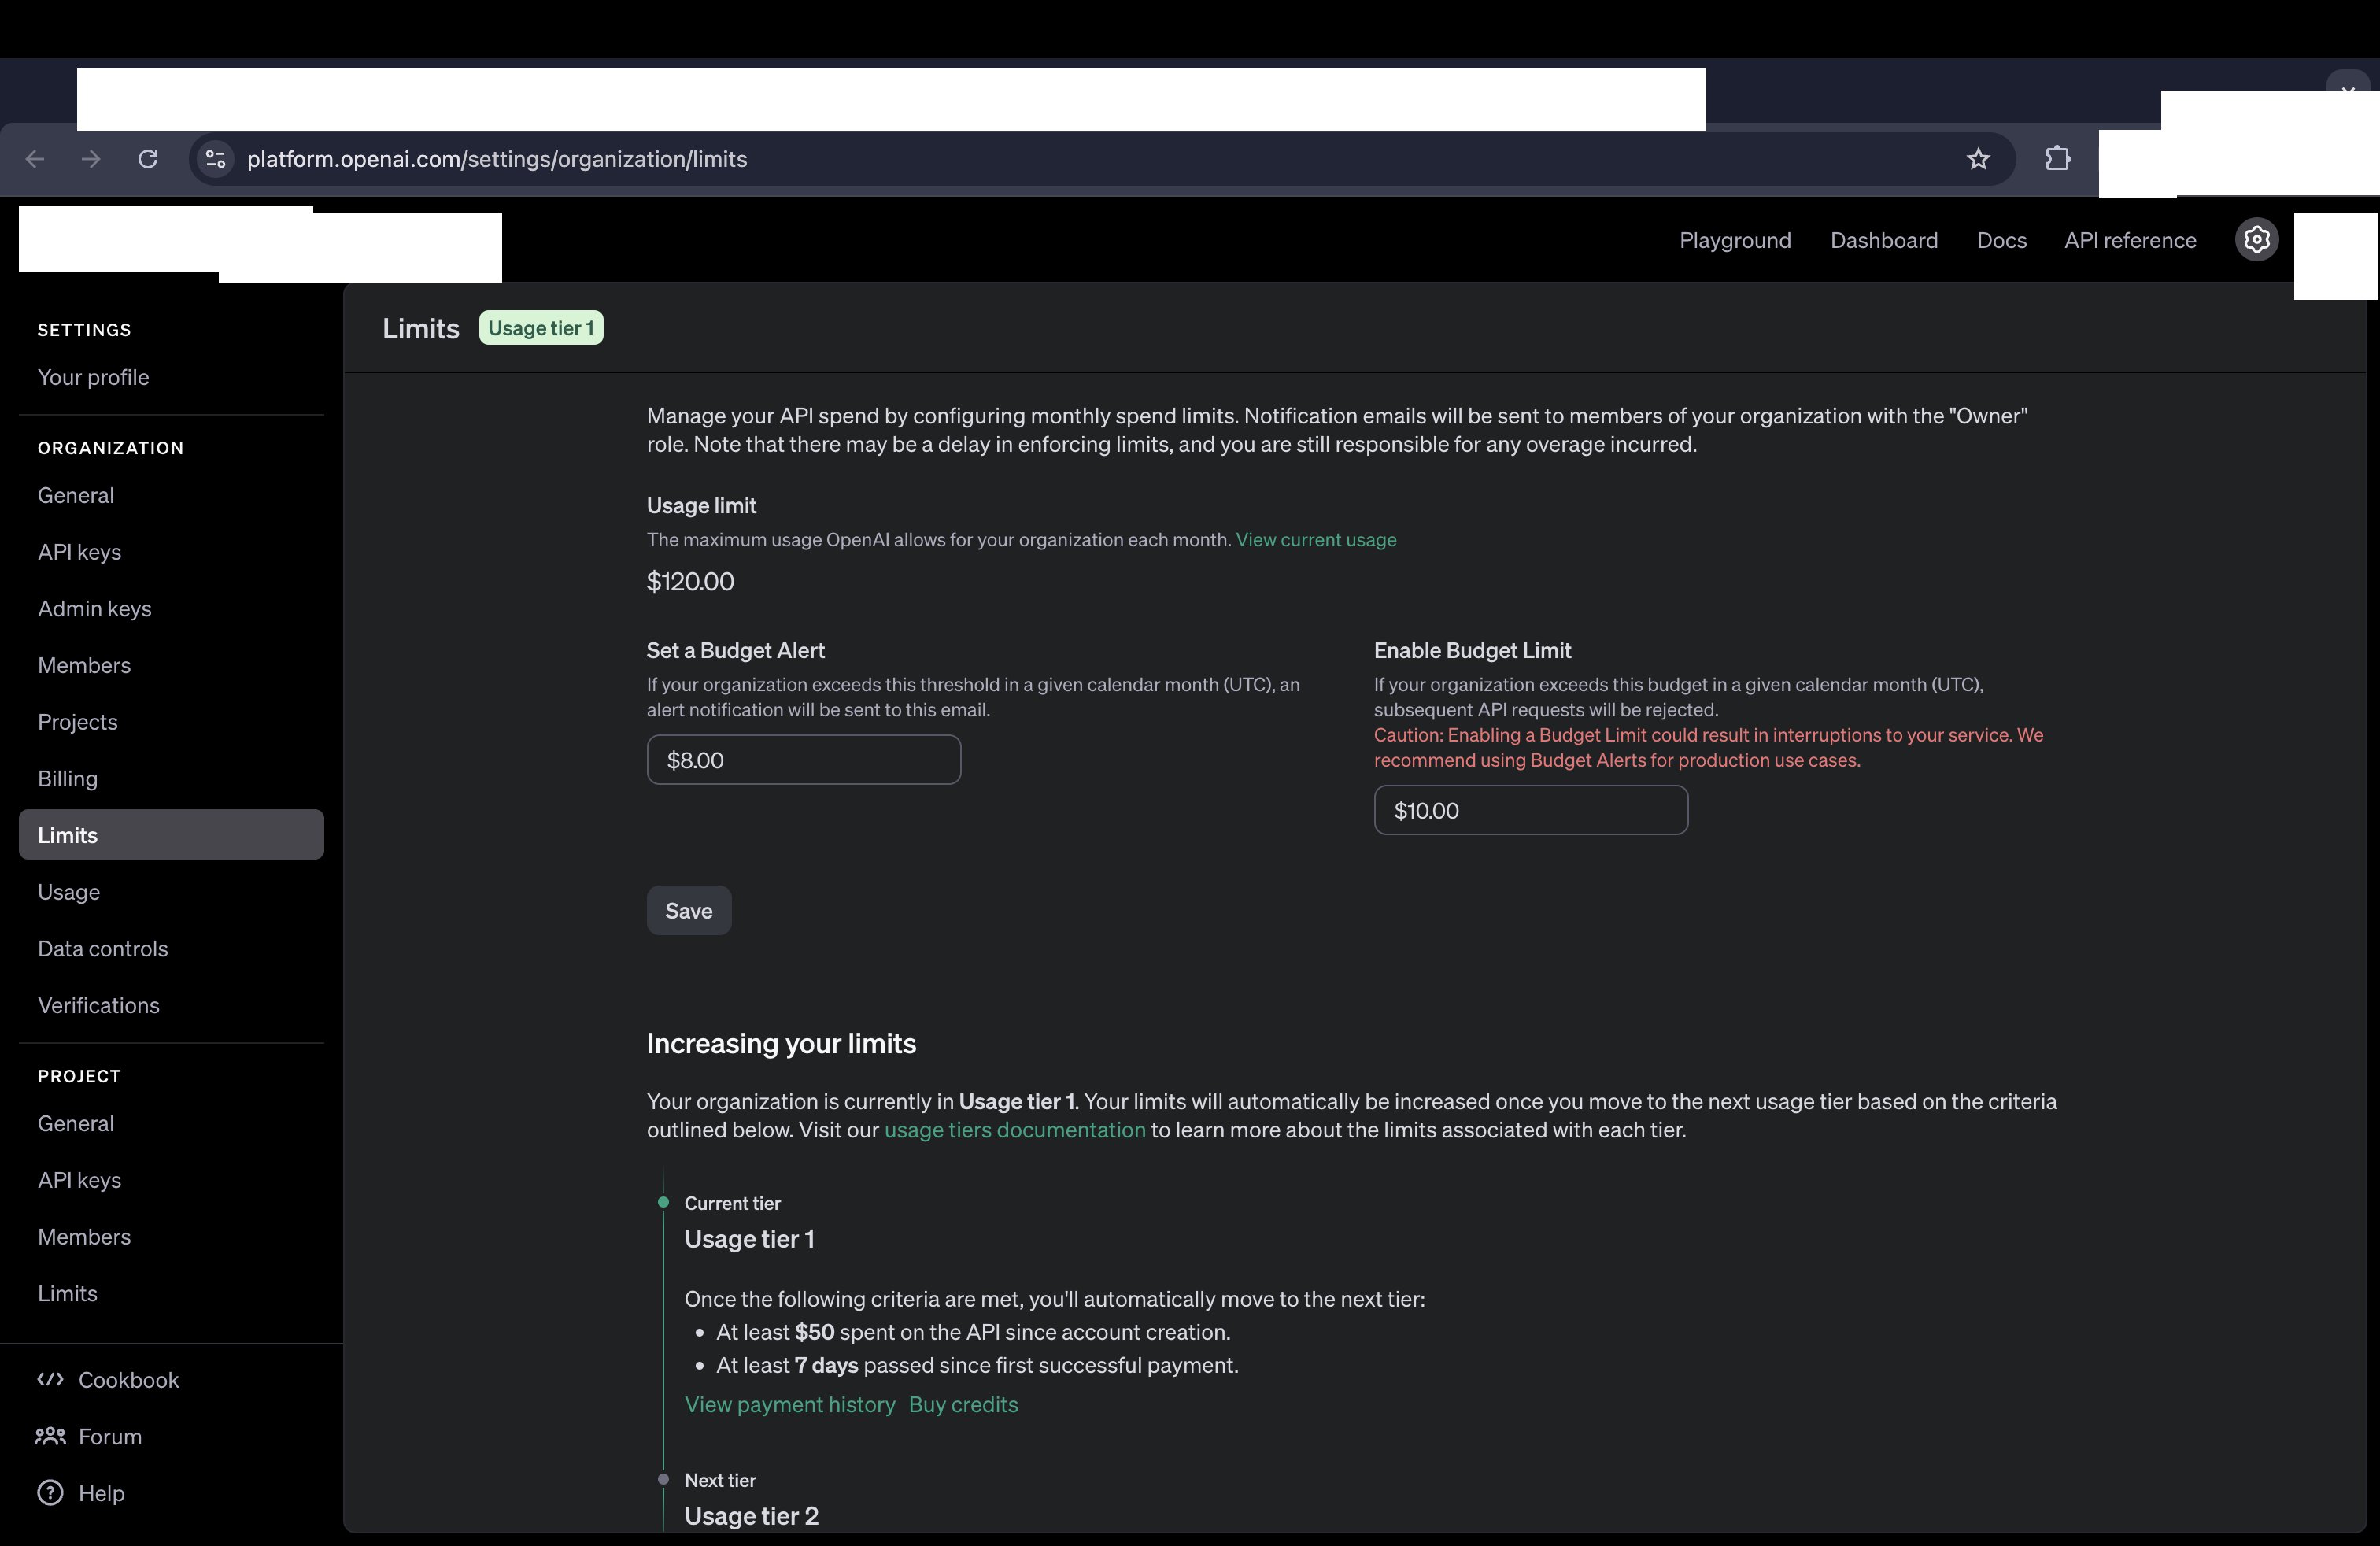 platform.openai.com/settings/organization/limits
Playground
Dashboard
Docs
API reference
SETTINGS
Your profile
ORGANIZATION
General
API keys
Admin keys
Members
Projects
Billing
Limits
Usage
Data controls
Verifications
PROJECT
General
API keys
Members
Limits
Cookbook
Forum
Help
Limits
Usage tier 1
Manage your API spend by configuring monthly spend limits. Notification emails will be sent to members of your organization with the "Owner"
role. Note that there may be a delay in enforcing limits, and you are still responsible for any overage incurred.
Usage limit
The maximum usage OpenAI allows for your organization each month. View current usage
$120.00
Set a Budget Alert
If your organization exceeds this threshold in a given calendar month (UTC), an
alert notification will be sent to this email.
$8.00
Enable Budget Limit
If your organization exceeds this budget in a given calendar month (UTC),
subsequent API requests will be rejected.
Caution: Enabling a Budget Limit could result in interruptions to your service. We
recommend using Budget Alerts for production use cases.
$10.00
Save
Increasing your limits
Your organization is currently in Usage tier 1. Your limits will automatically be increased once you move to the next usage tier based on the criteria
outlined below. Visit our usage tiers documentation to learn more about the limits associated with each tier.
Current tier
Usage tier 1
Once the following criteria are met, you'll automatically move to the next tier:
• At least $50 spent on the API since account creation.
• At least 7 days passed since first successful payment.
View payment history Buy credits
Next tier
Usage tier 2